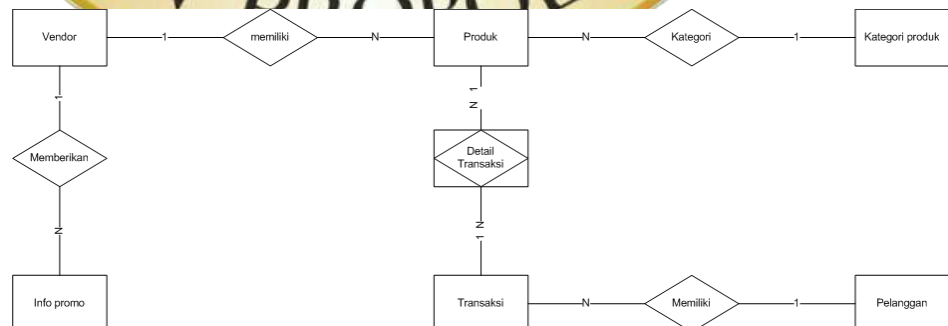 Vendor
1
memiliki
N
Produk
N
Kategori
1
Kategori produk
1
N 1
Memberikan
Detail
Transaksi
N
1 N
Info promo
Transaksi
N
Memiliki
1
Pelanggan